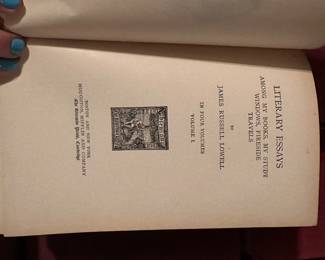 LITERARY ESSAYS
AMONG MY BOOKS, MY STUDY
WINDOWS, FIRESIDE
TRAVELS
BY
JAMES RUSSELL LOWELL
IN FOUR VOLUMES
VOLUME I.
BOSTON AND NEW YORK
HOUGHTON, MIFFLIN AND COMPANY
The Riverside Press, Cambridge